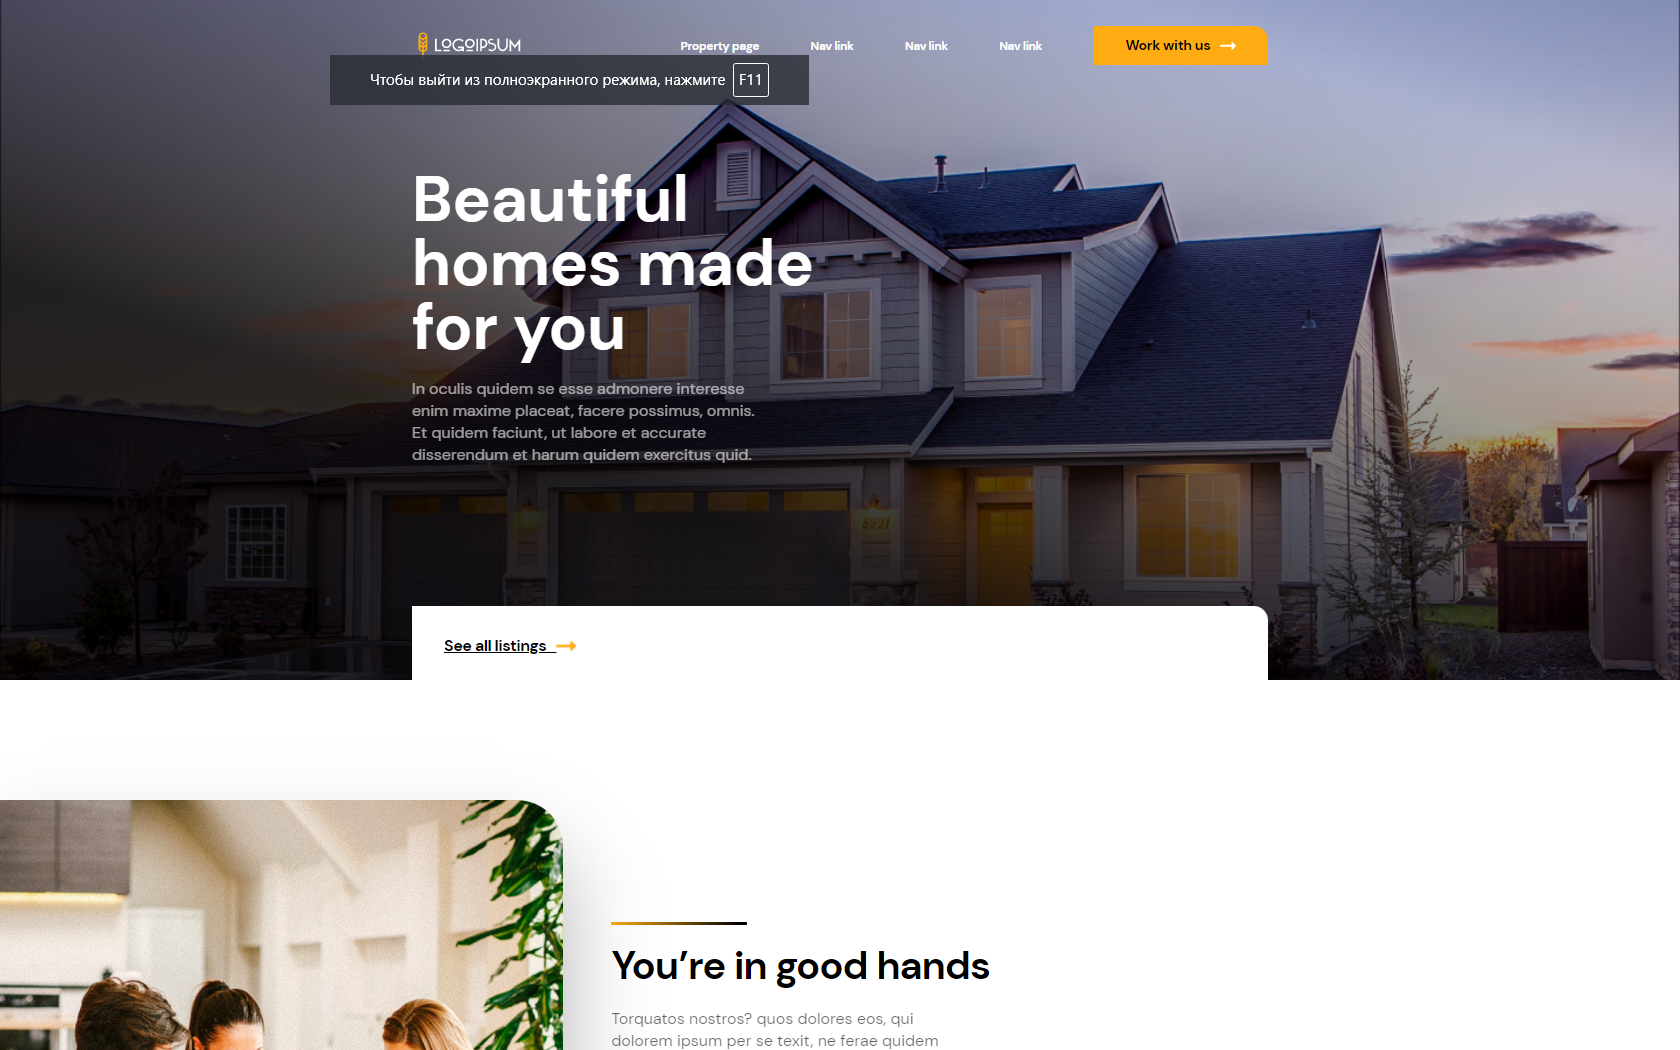 LOGOIPSUM
Property page
Nav link
Nav link
Nav link
Work with us
Чтобы выйти из полноэкранного режима, нажмите F11
Beautiful
homes made
for you
In oculis quidem se esse admonere interesse
enim maxime placeat, facere possimus, omnis.
Et quidem faciunt, ut labore et accurate
disserendum et harum quidem exercitus quid.
5991
See all listings
You’re in good hands
Torquatos nostros? quos dolores eos, qui
dolorem ipsum per se texit, ne ferae quidem